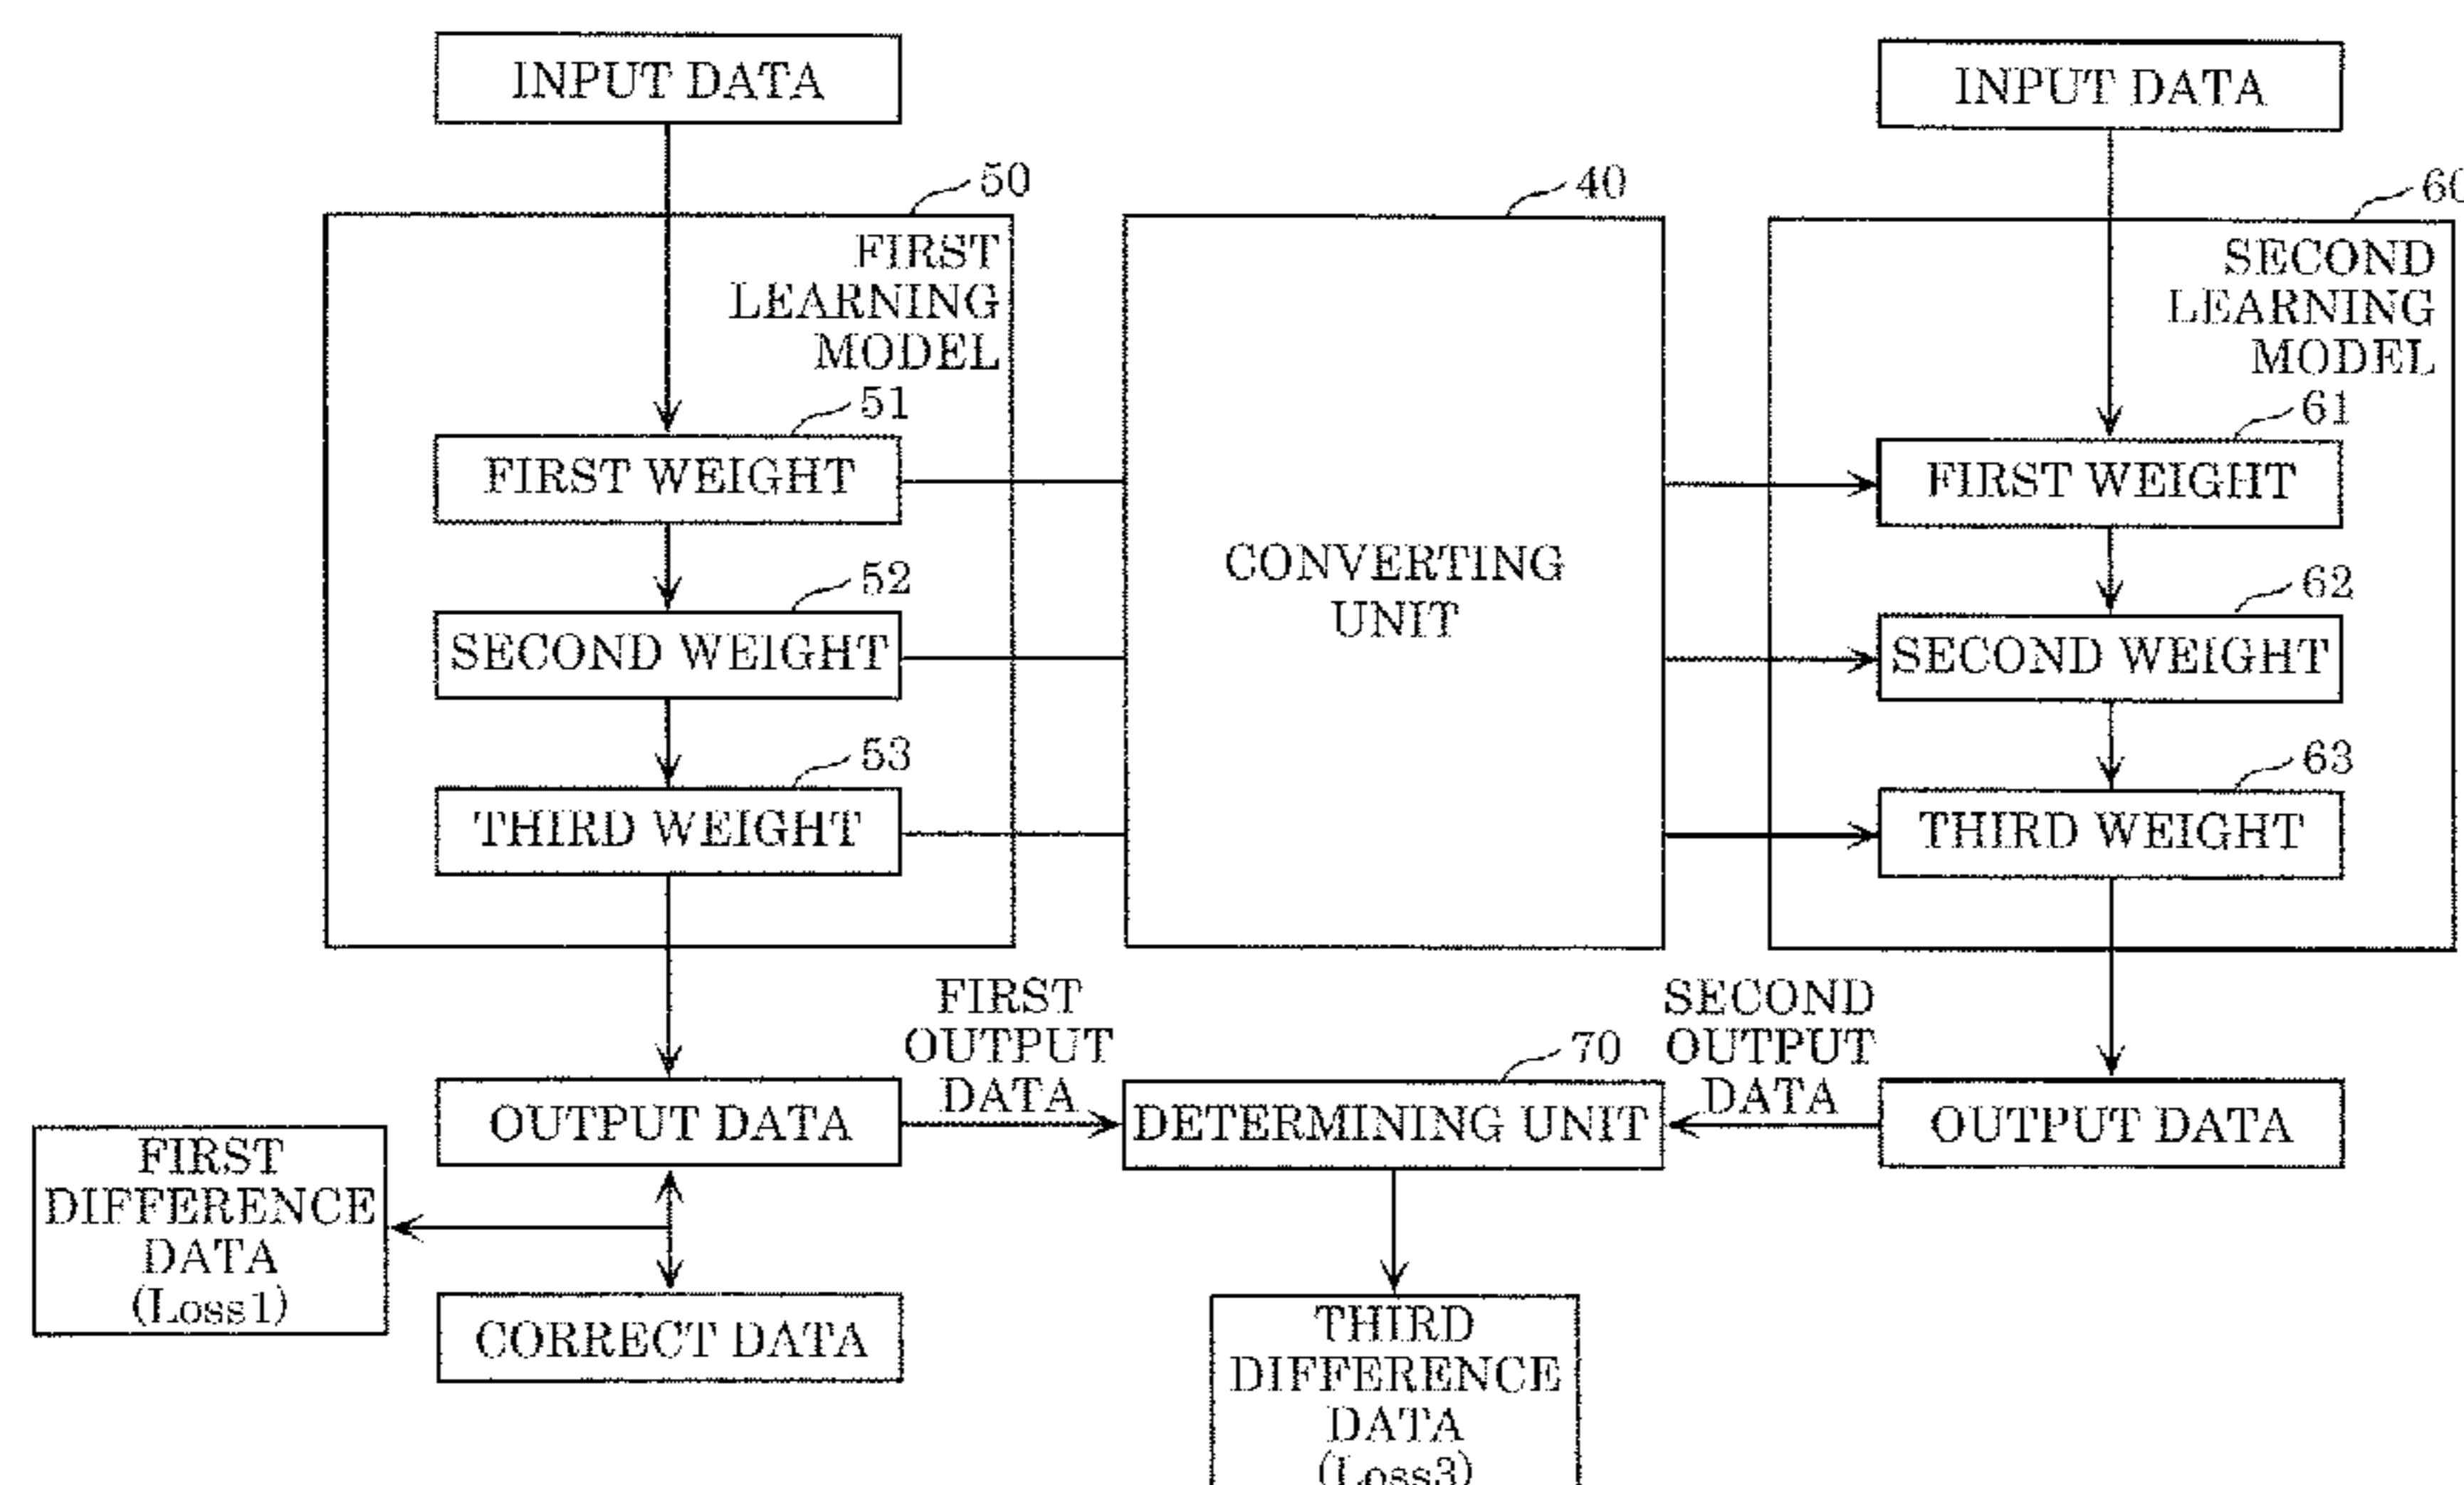 INPUT DATA
INPUT DATA
50
40
60
FIRST
LEARNING
MODEL
SECOND
LEARNING
MODEL
51
61
FIRST WEIGHT
FIRST WEIGHT
CONVERTING
UNIT
52
62
SECOND WEIGHT
SECOND WEIGHT
53
63
THIRD WEIGHT
THIRD WEIGHT
FIRST
OUTPUT
DATA
SECOND
OUTPUT
DATA
70
OUTPUT DATA
DETERMINING UNIT
OUTPUT DATA
FIRST
DIFFERENCE
DATA
(Loss1)
CORRECT DATA
THIRD
DIFFERENCE
DATA
(Loss3)